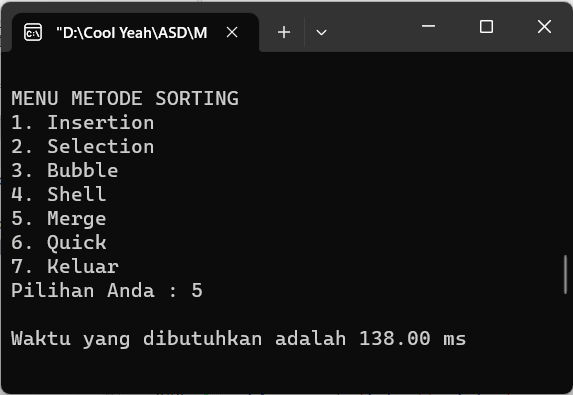 "D:\Cool Yeah\ASD\M
MENU METODE SORTING
1. Insertion
2. Selection
3. Bubble
4. Shell
5. Merge
6. Quick
7. Keluar
Pilihan Anda : 5
Waktu yang dibutuhkan adalah 138.00 ms